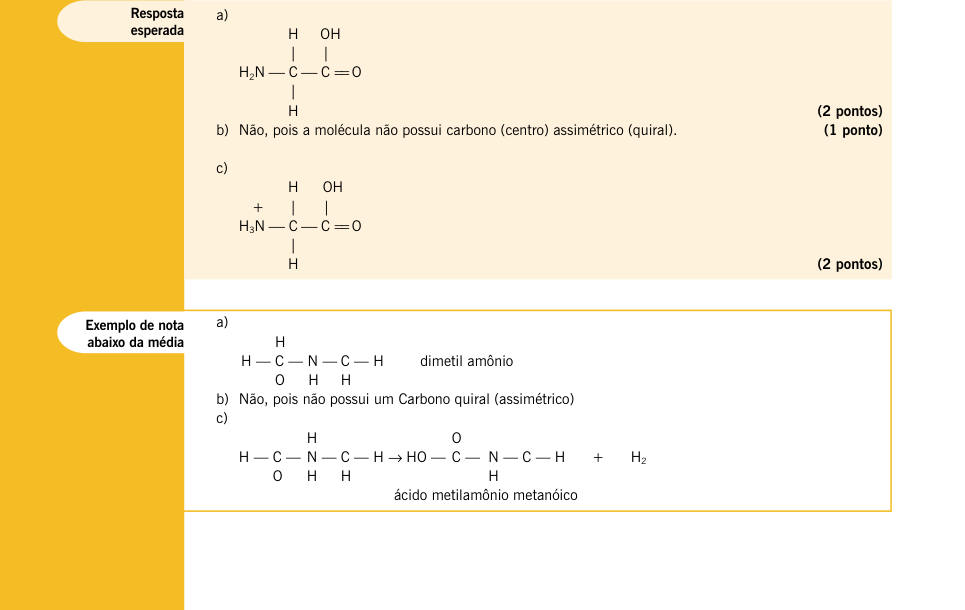 Resposta
esperada
a)
H OH
| |
H₂N — C — C ═ O
|
H (2 pontos)
b) Não, pois a molécula não possui carbono (centro) assimétrico (quiral). (1 ponto)
c)
H OH
+ | |
H₃N — C — C ═ O
|
H (2 pontos)
Exemplo de nota
abaixo da média
a)
H
H — C — N — C — H dimetil amônio
O H H
b) Não, pois não possui um Carbono quiral (assimétrico)
c)
H O
H — C — N — C — H → HO — C — N — C — H + H₂
O H H H
ácido metilamônio metanóico